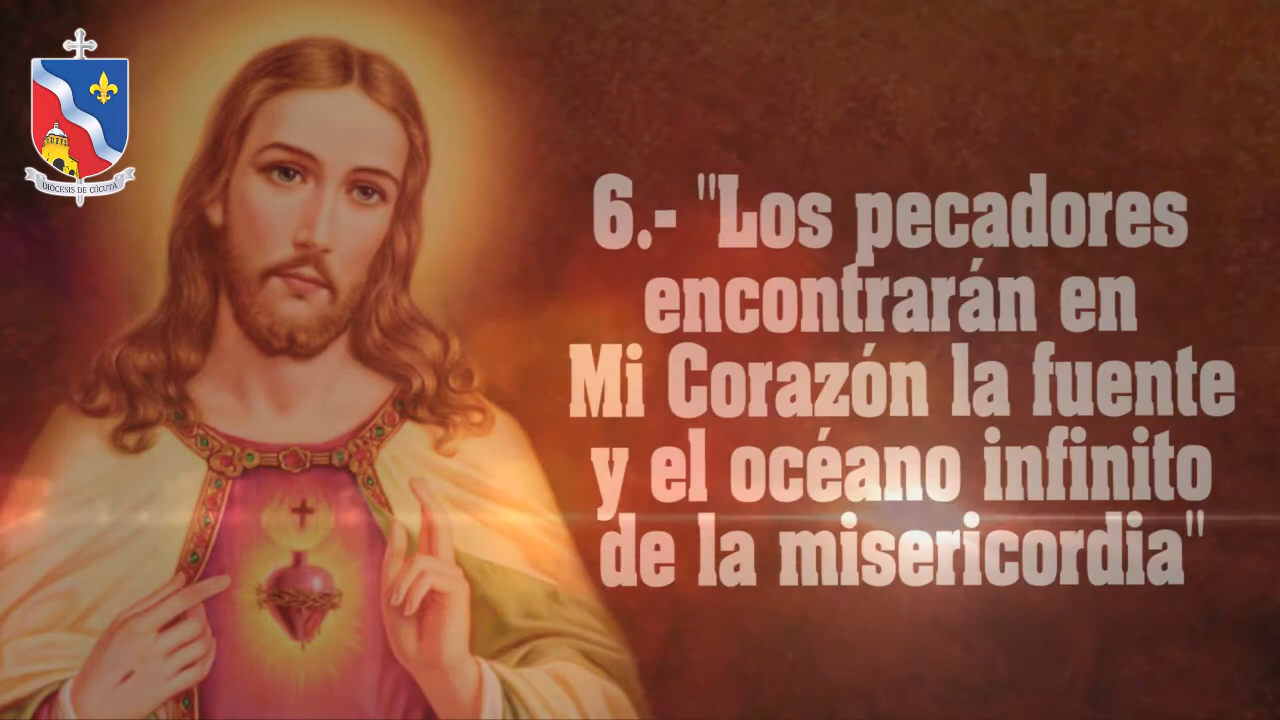 DIÓCESIS DE CÚCUTA
6.- "Los pecadores
encontrarán en
Mi Corazón la fuente
y el océano infinito
de la misericordia"